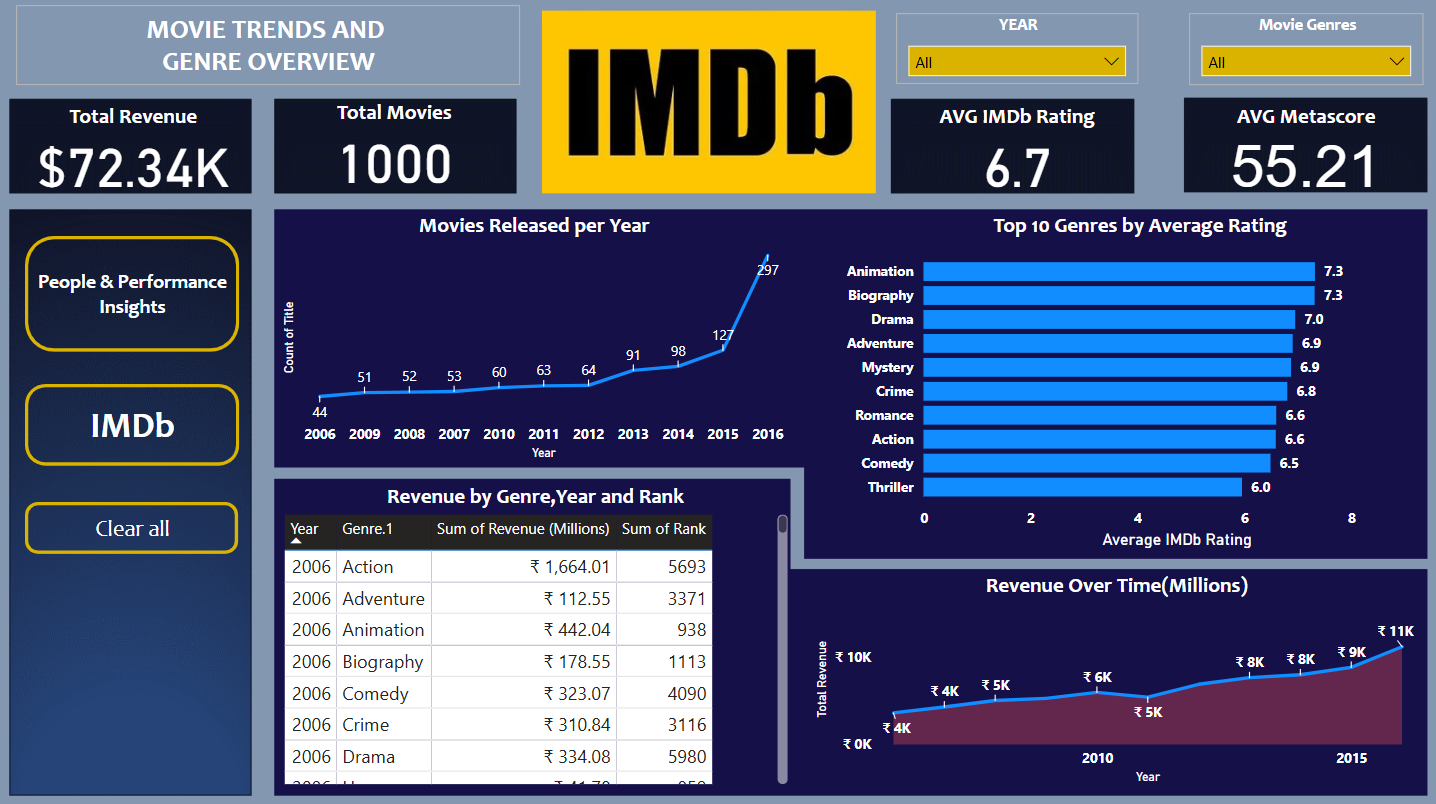 MOVIE TRENDS AND
GENRE OVERVIEW
IMDb
YEAR
All
Movie Genres
All
Total Revenue
$72.34K
Total Movies
1000
AVG IMDb Rating
6.7
AVG Metascore
55.21
People & Performance
Insights
IMDb
Clear all
Movies Released per Year
Count of Title
44
51
52
53
60
63
64
91
98
127
297
2006 2009 2008 2007 2010 2011 2012 2013 2014 2015 2016
Year
Top 10 Genres by Average Rating
Animation 7.3
Biography 7.3
Drama 7.0
Adventure 6.9
Mystery 6.9
Crime 6.8
Romance 6.6
Action 6.6
Comedy 6.5
Thriller 6.0
0 2 4 6 8
Average IMDb Rating
Revenue by Genre,Year and Rank
Year Genre.1 Sum of Revenue (Millions) Sum of Rank
2006 Action ₹ 1,664.01 5693
2006 Adventure ₹ 112.55 3371
2006 Animation ₹ 442.04 938
2006 Biography ₹ 178.55 1113
2006 Comedy ₹ 323.07 4090
2006 Crime ₹ 310.84 3116
2006 Drama ₹ 334.08 5980
Revenue Over Time(Millions)
Total Revenue
₹ 10K
₹ 0K
₹ 4K
₹ 4K
₹ 5K
₹ 6K
₹ 5K
₹ 8K
₹ 8K
₹ 9K
₹ 11K
2010 2015
Year